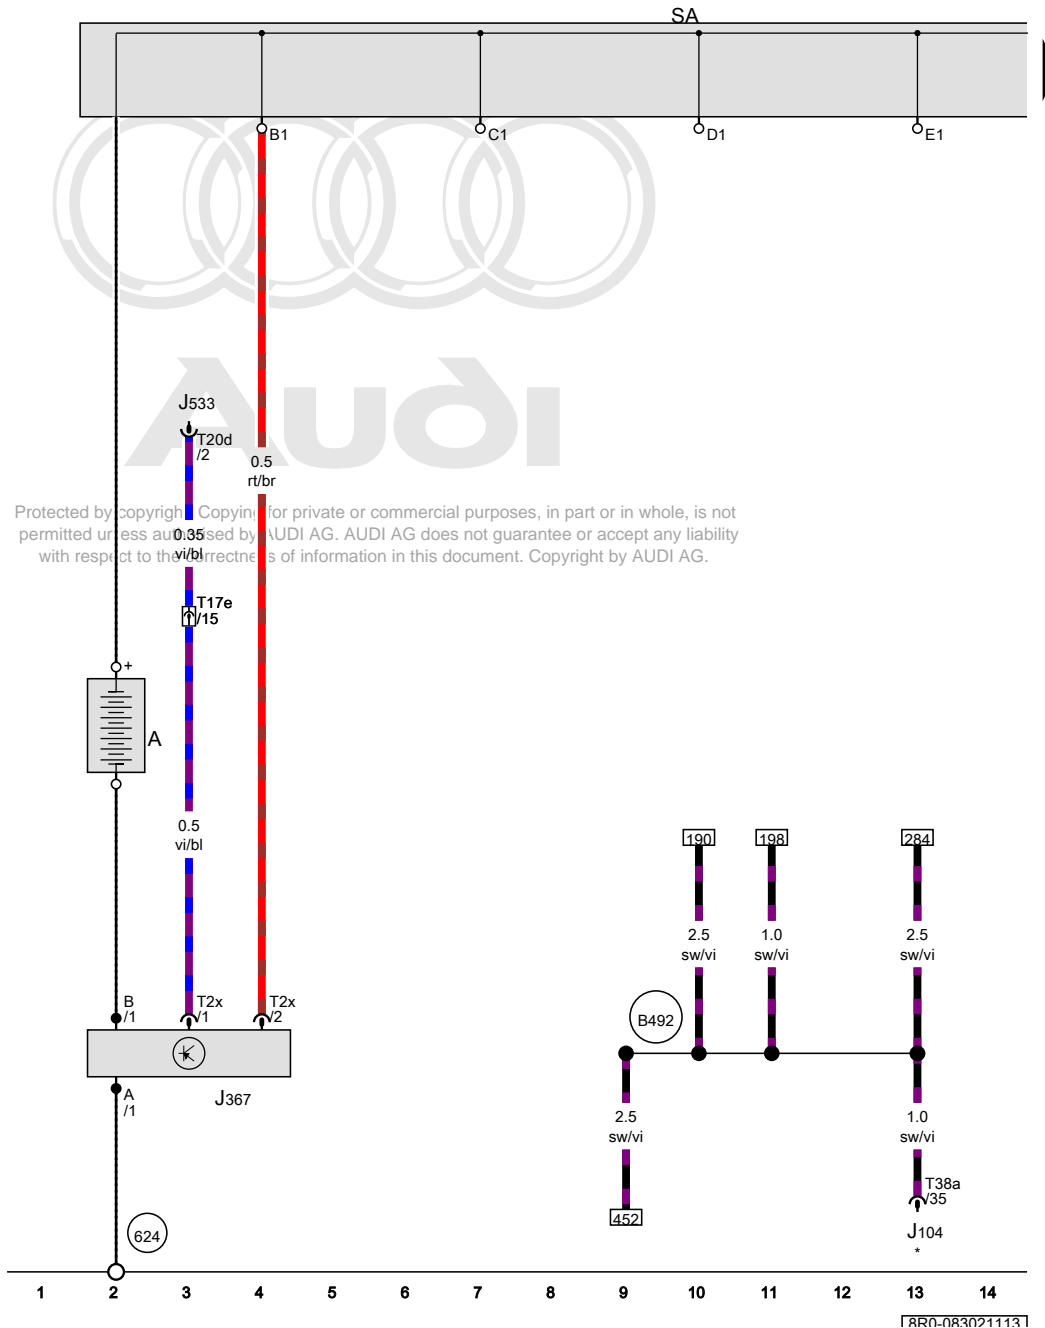 SA
B1
C1
D1
E1
Audi
J533
T20d
/2
0.5
rt/br
Protected by copyright. Copying for private or commercial purposes, in part or in whole, is not
permitted unless authorised by AUDI AG. AUDI AG does not guarantee or accept any liability
with respect to the correctness of information in this document. Copyright by AUDI AG.
0.35
vi/bl
T17e
/15
+
A
0.5
vi/bl
190
198
284
2.5
sw/vi
1.0
sw/vi
2.5
sw/vi
B
/1
T2x
/1
T2x
/2
B492
A
/1
J367
2.5
sw/vi
1.0
sw/vi
T38a
/35
452
J104
*
624
1 2 3 4 5 6 7 8 9 10 11 12 13 14
8R0-083021113